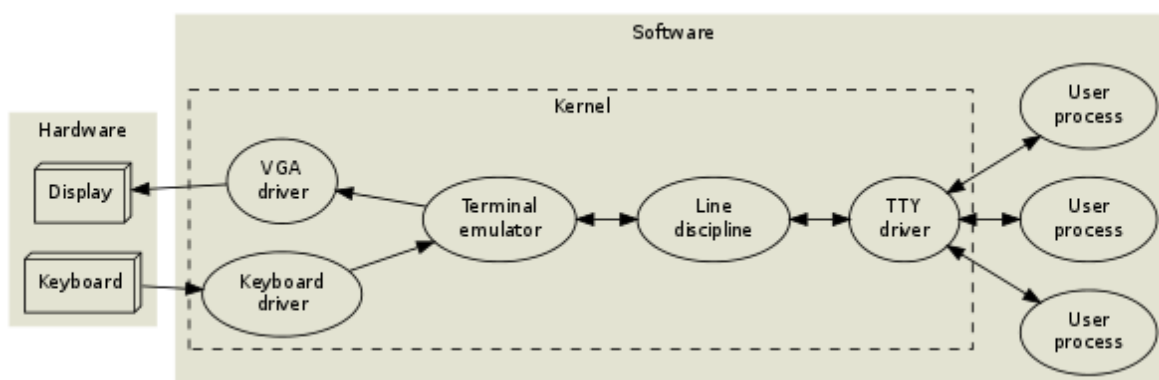 Software
Kernel
Hardware
Display
Keyboard
VGA
driver
Keyboard
driver
Terminal
emulator
Line
discipline
TTY
driver
User
process
User
process
User
process